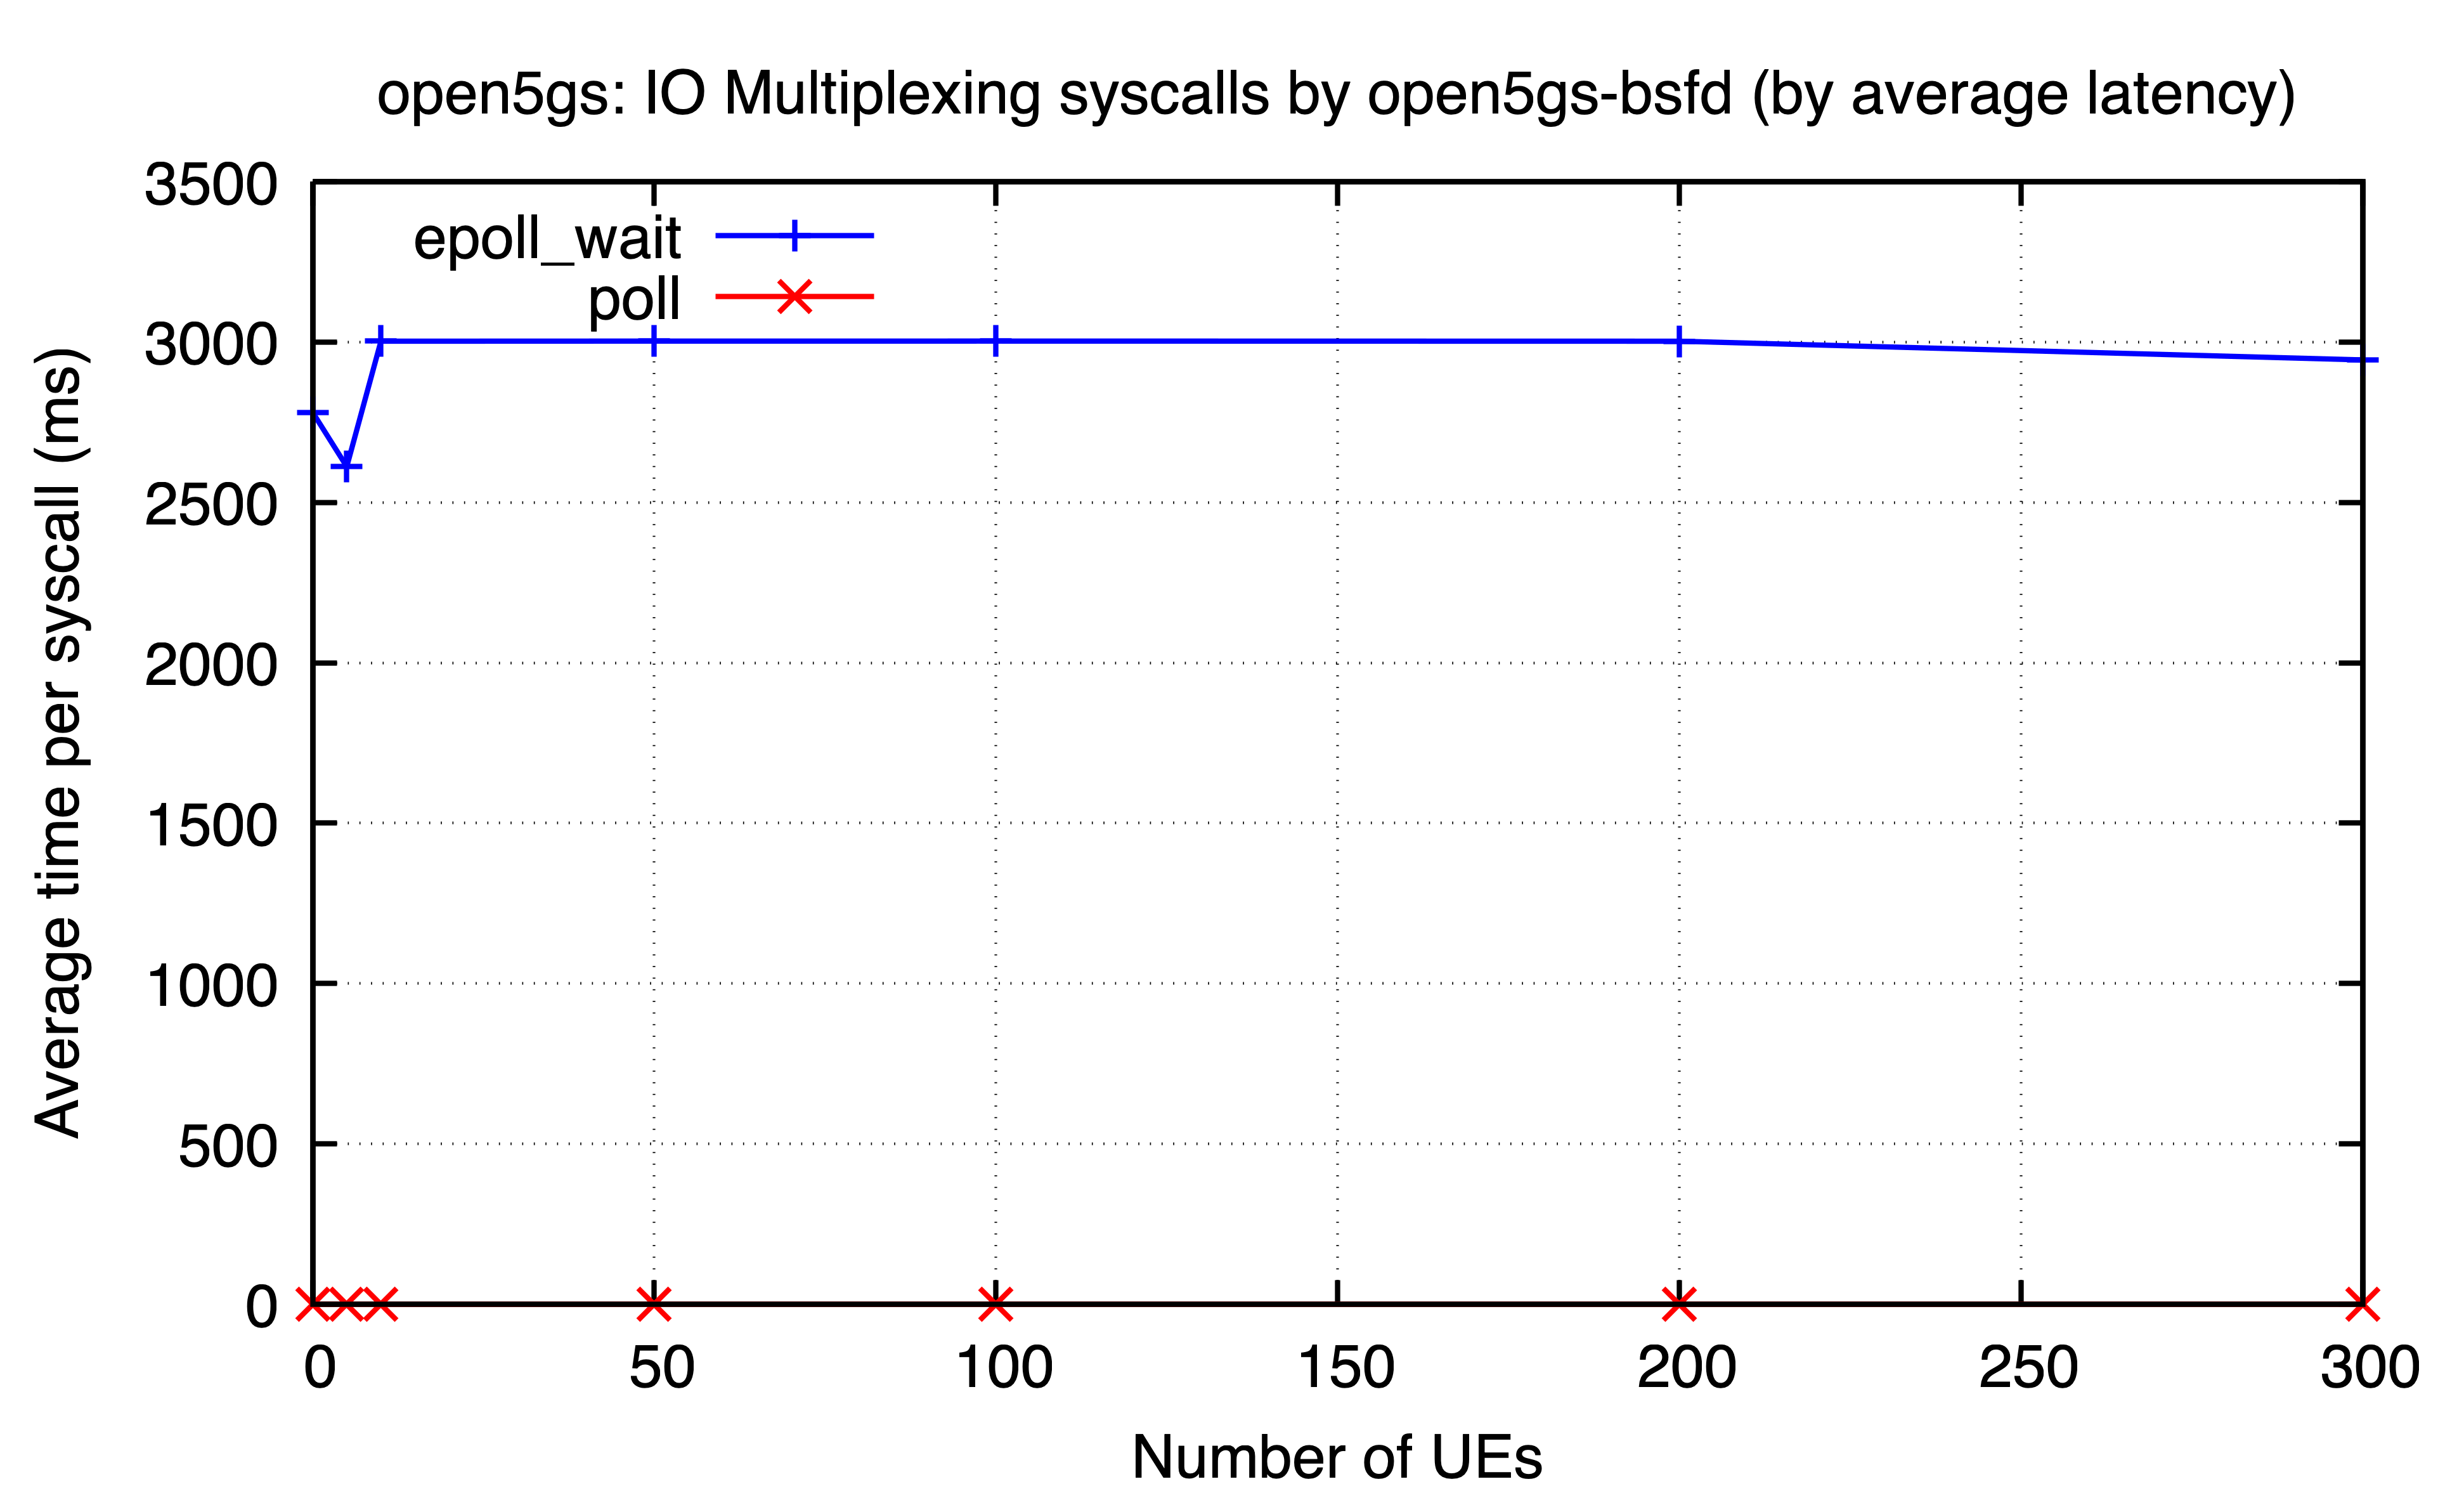 open5gs: IO Multiplexing syscalls by open5gs-bsfd (by average latency)
3500
3000
2500
2000
1500
1000
500
0
Average time per syscall (ms)
epoll_wait
poll
0 50 100 150 200 250 300
Number of UEs